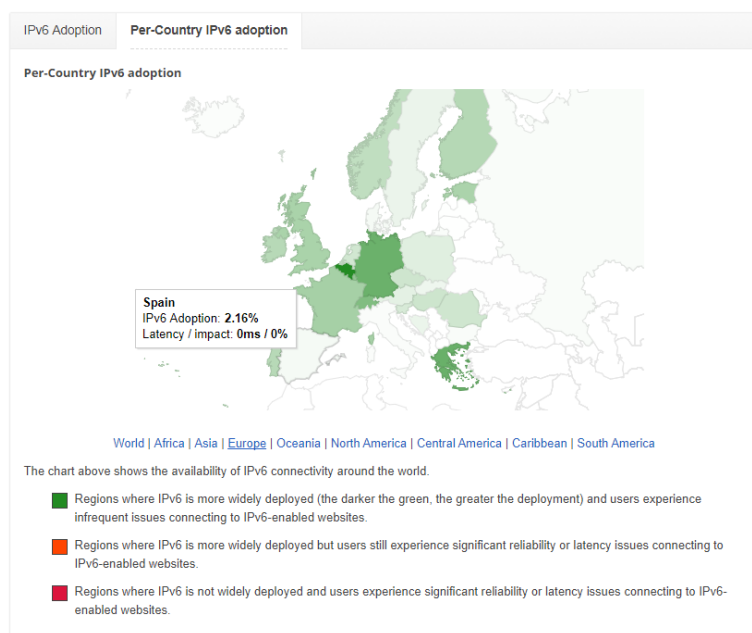 IPv6 Adoption
Per-Country IPv6 adoption
Per-Country IPv6 adoption
Spain
IPv6 Adoption: 2.16%
Latency / impact: 0ms / 0%
World | Africa | Asia | Europe | Oceania | North America | Central America | Caribbean | South America
The chart above shows the availability of IPv6 connectivity around the world.
Regions where IPv6 is more widely deployed (the darker the green, the greater the deployment) and users experience
infrequent issues connecting to IPv6-enabled websites.
Regions where IPv6 is more widely deployed but users still experience significant reliability or latency issues connecting to
IPv6-enabled websites.
Regions where IPv6 is not widely deployed and users experience significant reliability or latency issues connecting to IPv6-
enabled websites.